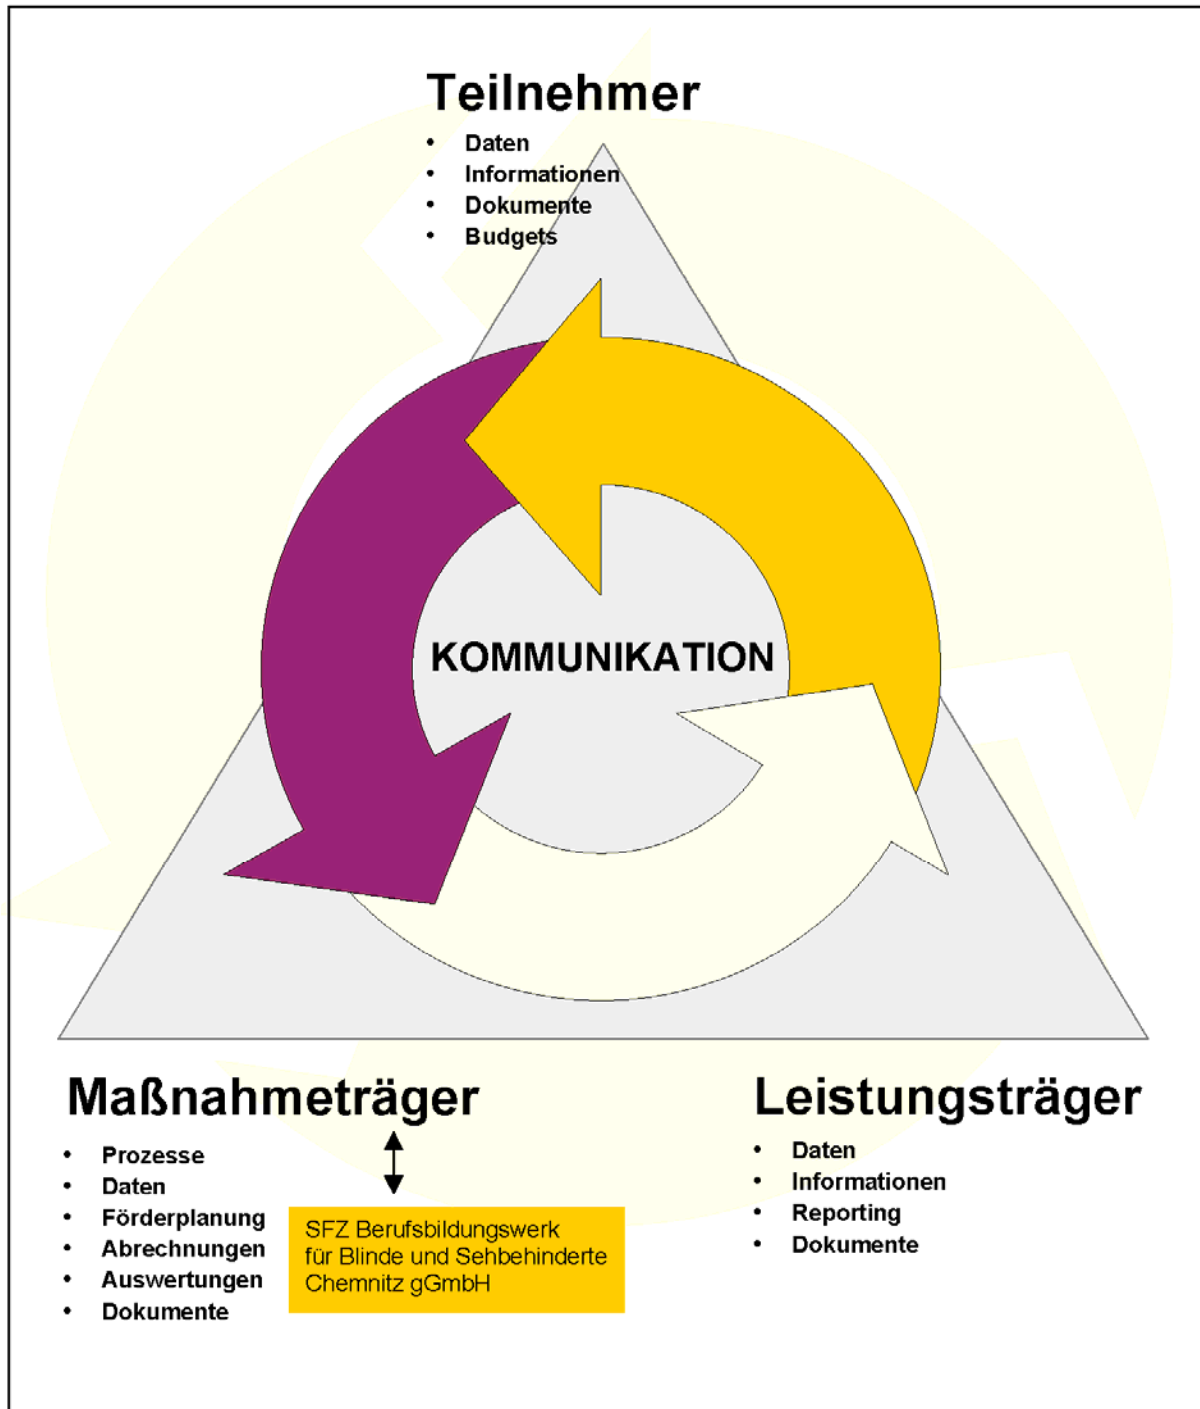 Teilnehmer
• Daten
• Informationen
• Dokumente
• Budgets
KOMMUNIKATION
Maßnahmeträger
• Prozesse
• Daten
• Förderplanung
• Abrechnungen
• Auswertungen
• Dokumente
SFZ Berufsbildungswerk
für Blinde und Sehbehinderte
Chemnitz gGmbH
Leistungsträger
• Daten
• Informationen
• Reporting
• Dokumente